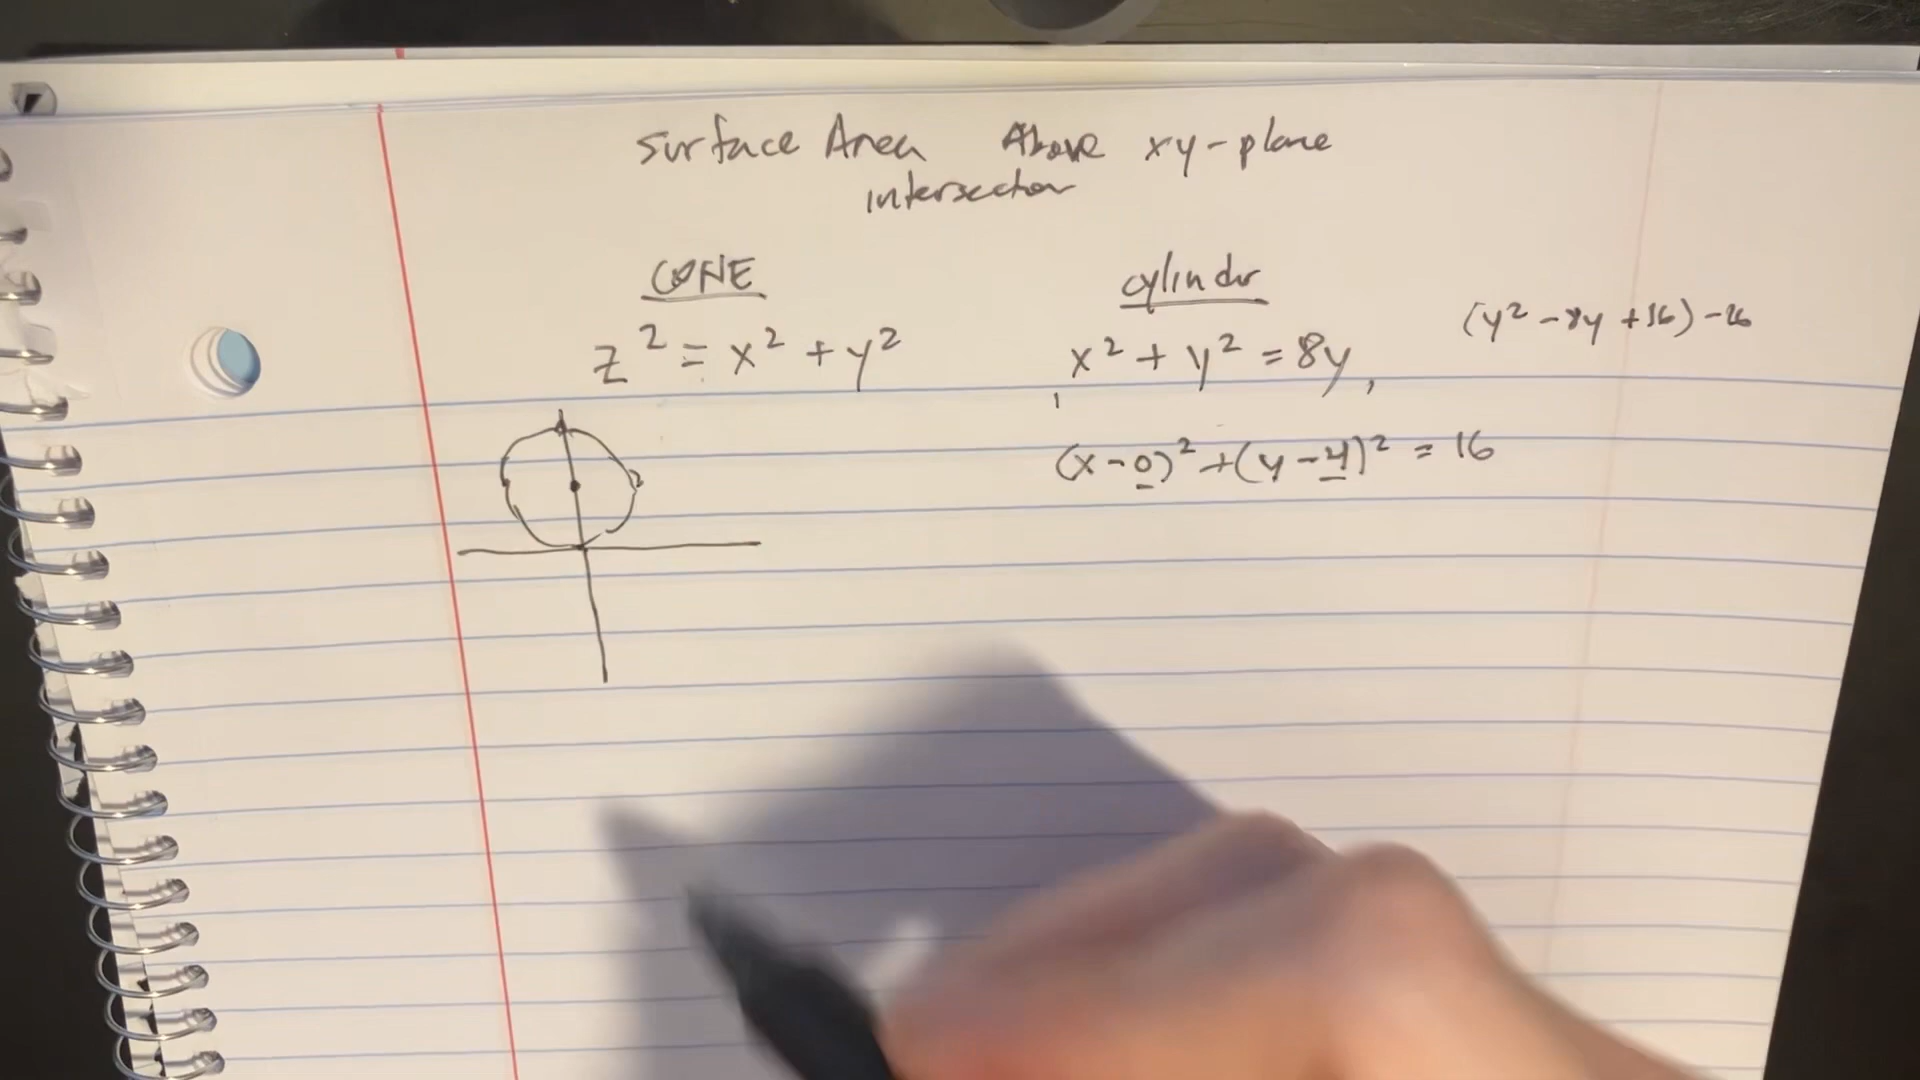 Surface Area Above xy-plane
intersection
CONE
cylinder
z² = x² + y²
x² + y² = 8y,
(y² - 8y + 16) - 16
(x - 0)² + (y - 4)² = 16